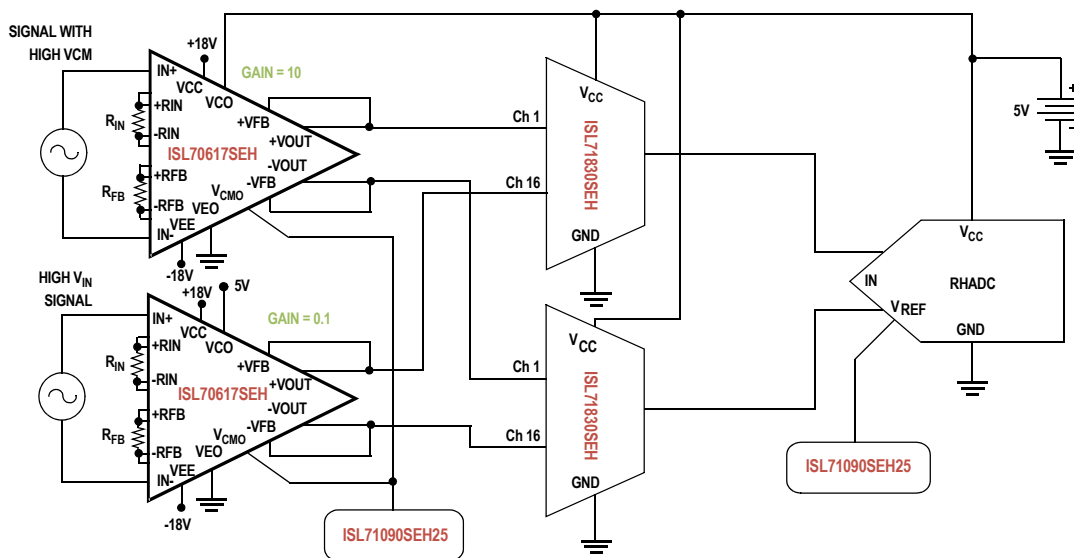 SIGNAL WITH
HIGH VCM
+18V
IN+
VCC
VCO
GAIN = 10
+RIN
RIN
-RIN
+VFB
+VOUT
ISL70617SEH
-VOUT
+RFB
RFB
-RFB
VCMO
-VFB
VEO
VEE
IN-
-18V
HIGH VIN
SIGNAL
+18V
5V
IN+
VCC
VCO
GAIN = 0.1
+RIN
RIN
-RIN
+VFB
+VOUT
ISL70617SEH
-VOUT
+RFB
RFB
-RFB
VCMO
-VFB
VEO
VEE
IN-
-18V
ISL71090SEH25
VCC
Ch 1
ISL71830SEH
Ch 16
GND
VCC
Ch 1
ISL71830SEH
Ch 16
GND
5V
+
-
VCC
IN
RHADC
VREF
GND
ISL71090SEH25